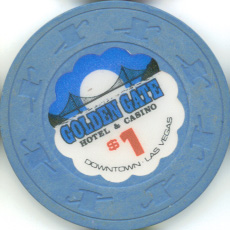 GOLDEN GATE
HOTEL & CASINO
$1
DOWNTOWN · LAS VEGAS